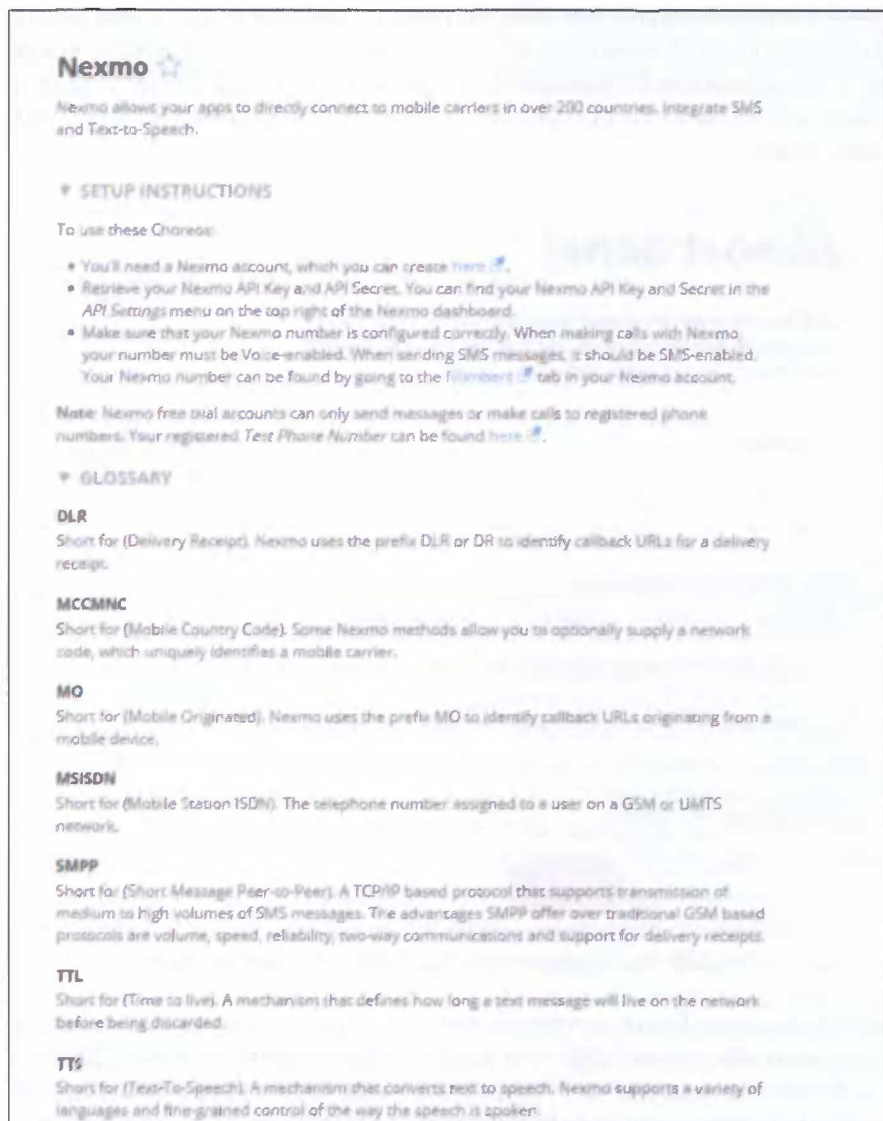 Nexmo
Nexmo allows your apps to directly connect to mobile carriers in over 200 countries. Integrate SMS
and Text-to-Speech.
SETUP INSTRUCTIONS
To use these Choreos:
• You'll need a Nexmo account, which you can create here.
• Retrieve your Nexmo API Key and API Secret. You can find your Nexmo API Key and Secret in the
API Settings menu on the top right of the Nexmo dashboard.
• Make sure that your Nexmo number is configured correctly. When making calls with Nexmo
your number must be Voice-enabled. When sending SMS messages, it should be SMS-enabled.
Your Nexmo number can be found by going to the Numbers tab in your Nexmo account.
Note: Nexmo free trial accounts can only send messages or make calls to registered phone
numbers. Your registered Test Phone Number can be found here.
GLOSSARY
DLR
Short for (Delivery Receipt). Nexmo uses the prefix DLR or DR to identify callback URLs for a delivery
receipt.
MCCMNC
Short for (Mobile Country Code). Some Nexmo methods allow you to optionally supply a network
code, which uniquely identifies a mobile carrier.
MO
Short for (Mobile Originated). Nexmo uses the prefix MO to identify callback URLs originating from a
mobile device.
MSISDN
Short for (Mobile Station ISDN). The telephone number assigned to a user on a GSM or UMTS
network.
SMPP
Short for (Short Message Peer-to-Peer). A TCP/IP based protocol that supports transmission of
medium to high volumes of SMS messages. The advantages SMPP offer over traditional GSM based
protocols are volume, speed, reliability, two-way communications and support for delivery receipts.
TTL
Short for (Time to live). A mechanism that defines how long a text message will live on the network
before being discarded.
TTS
Short for (Text-To-Speech). A mechanism that converts text to speech. Nexmo supports a variety of
languages and fine-grained control of the way the speech is spoken.